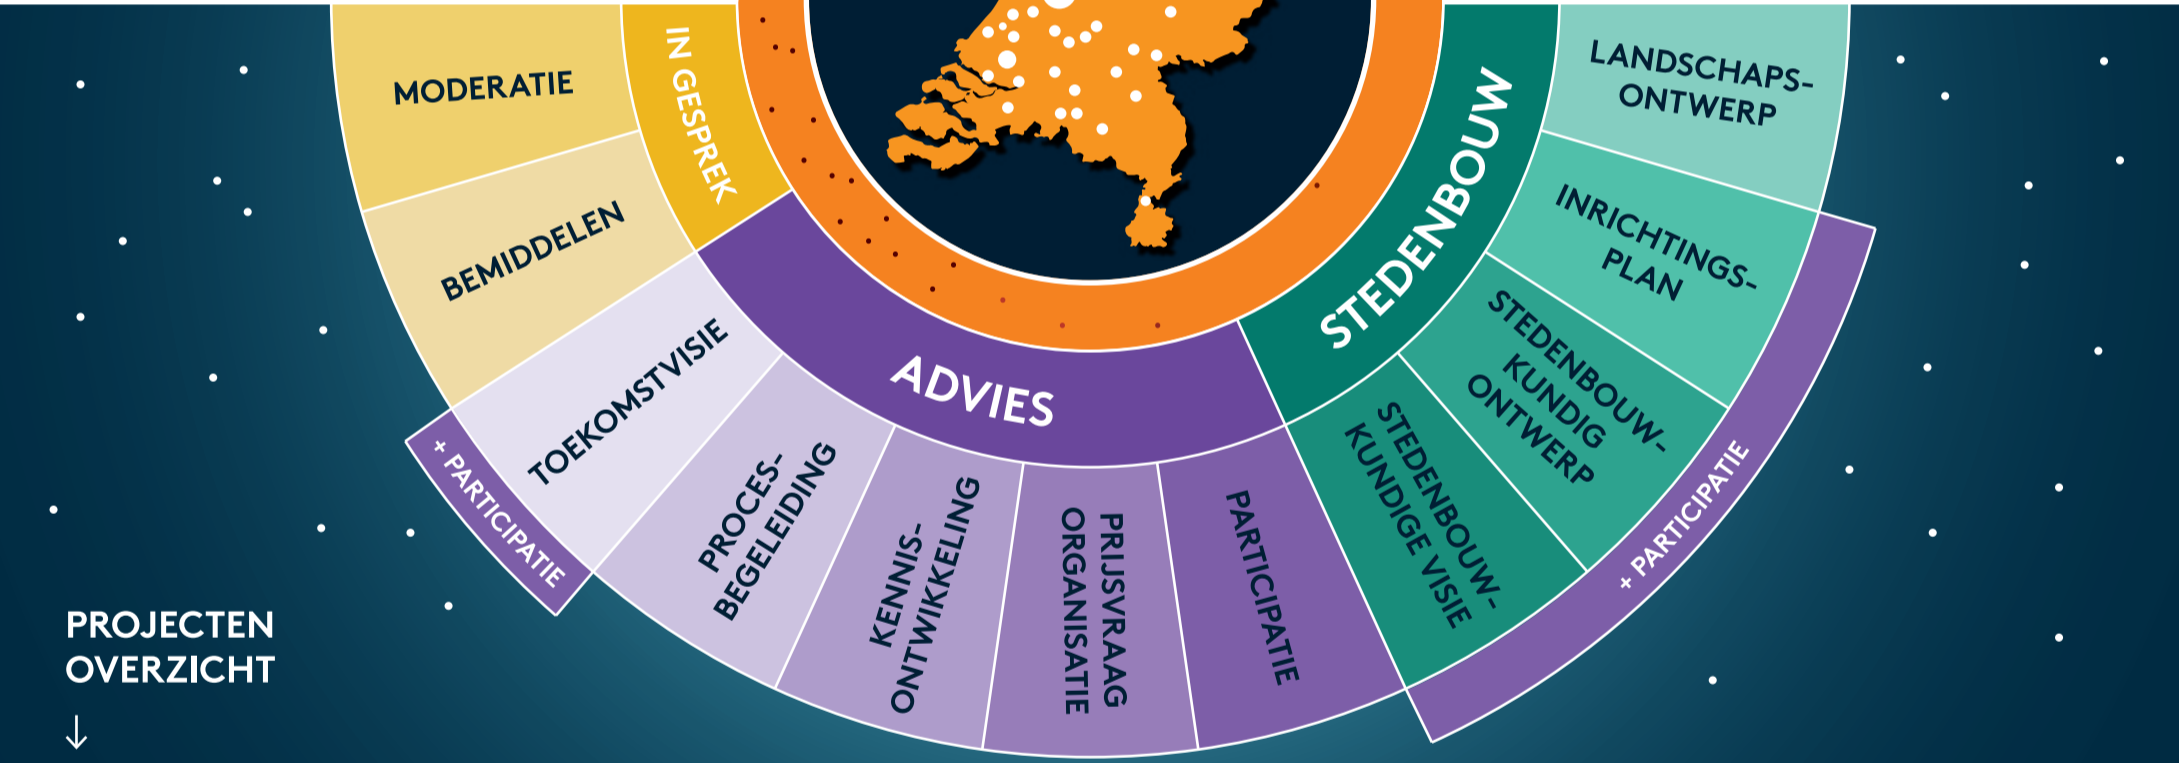 IN GESPREK
MODERATIE
BEMIDDELEN
ADVIES
TOEKOMSTVISIE
+ PARTICIPATIE
PROCES-
BEGELEIDING
KENNIS-
ONTWIKKELING
PRIJSVRAAG
ORGANISATIE
PARTICIPATIE
STEDENBOUW
STEDENBOUW-
KUNDIGE VISIE
STEDENBOUW-
KUNDIG
ONTWERP
INRICHTINGS-
PLAN
LANDSCHAPS-
ONTWERP
+ PARTICIPATIE
PROJECTEN
OVERZICHT
↓